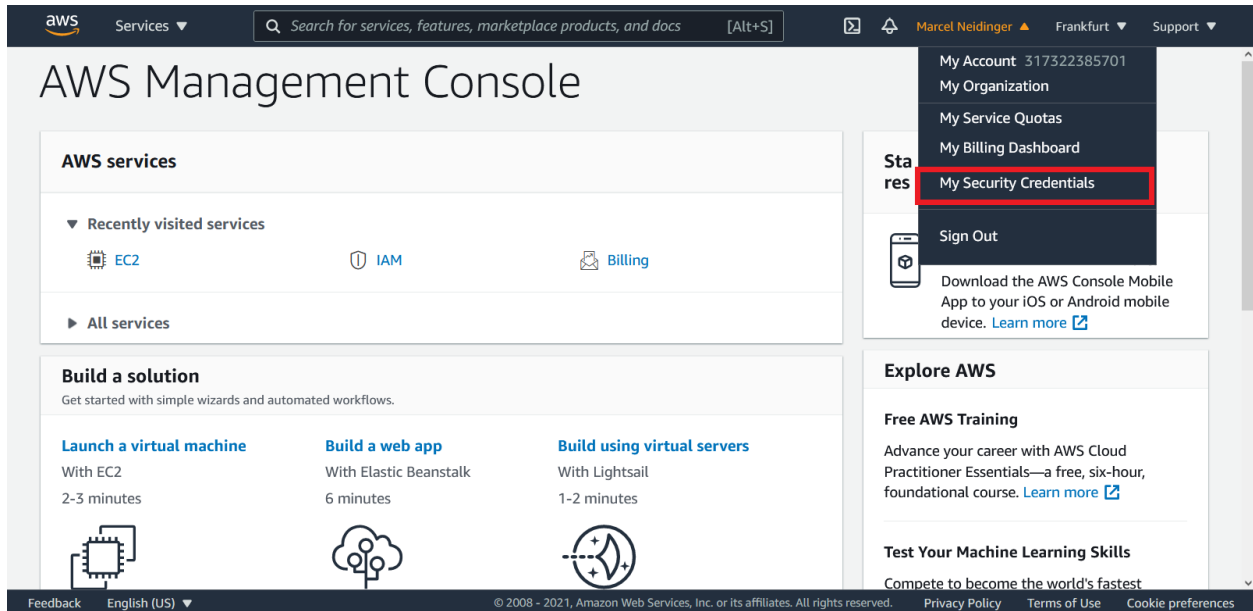 aws Services ▼ Search for services, features, marketplace products, and docs [Alt+S] Marcel Neidinger ▲ Frankfurt ▼ Support ▼
My Account 317322385701
My Organization
My Service Quotas
My Billing Dashboard
My Security Credentials
Sign Out
AWS Management Console
AWS services
▼ Recently visited services
EC2 IAM Billing
▶ All services
Sta
res
Download the AWS Console Mobile
App to your iOS or Android mobile
device. Learn more
Build a solution
Get started with simple wizards and automated workflows.
Launch a virtual machine
With EC2
2-3 minutes
Build a web app
With Elastic Beanstalk
6 minutes
Build using virtual servers
With Lightsail
1-2 minutes
Explore AWS
Free AWS Training
Advance your career with AWS Cloud
Practitioner Essentials—a free, six-hour,
foundational course. Learn more
Test Your Machine Learning Skills
Compete to become the world's fastest
Feedback English (US) ▼ © 2008 - 2021, Amazon Web Services, Inc. or its affiliates. All rights reserved. Privacy Policy Terms of Use Cookie preferences